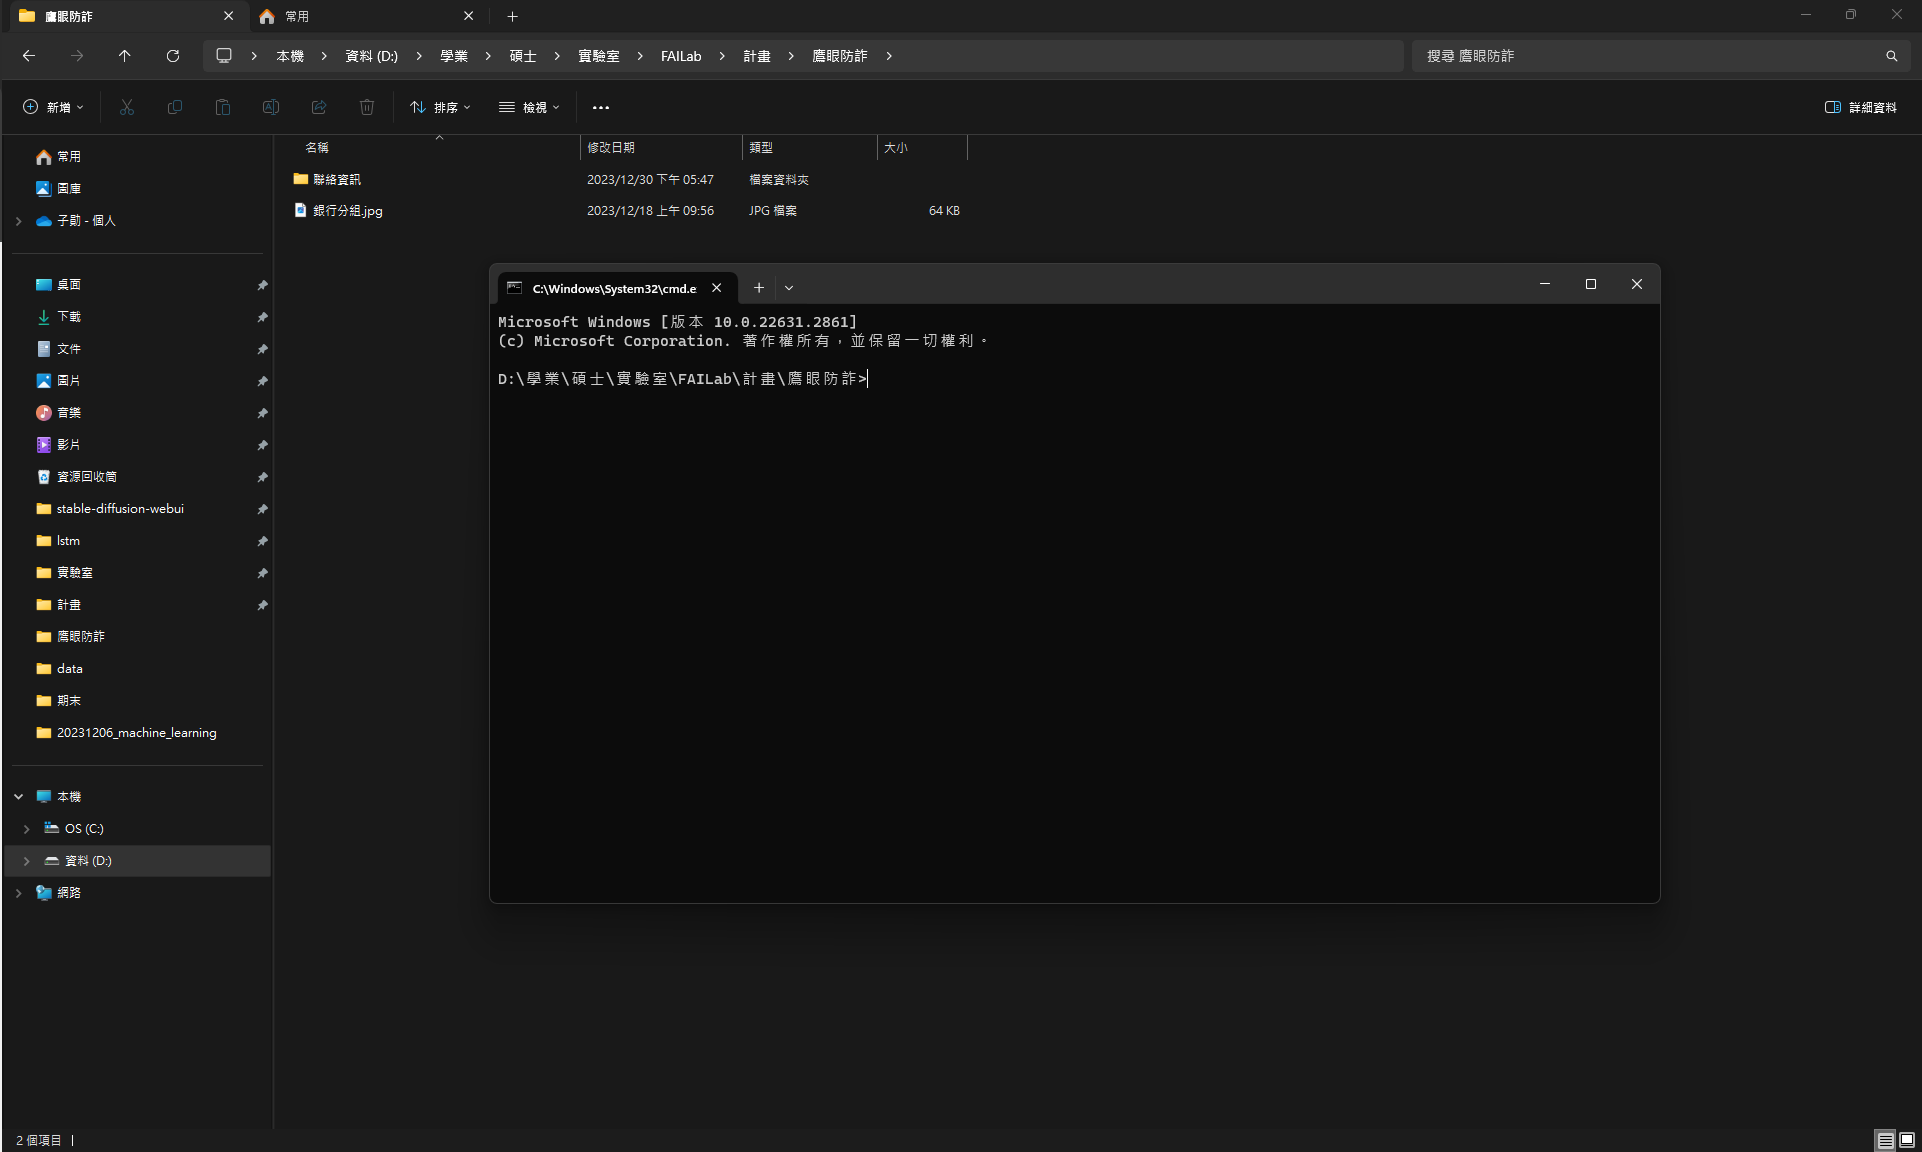 鷹眼防詐
常用
本機 資料 (D:) 學業 碩士 實驗室 FAILab 計畫 鷹眼防詐
搜尋 鷹眼防詐
新增
排序
檢視
詳細資料
名稱 修改日期 類型 大小
聯絡資訊 2023/12/30 下午 05:47 檔案資料夾
銀行分組.jpg 2023/12/18 上午 09:56 JPG 檔案 64 KB
常用
圖庫
子勛 - 個人
桌面
下載
文件
圖片
音樂
影片
資源回收筒
stable-diffusion-webui
lstm
實驗室
計畫
鷹眼防詐
data
期末
20231206_machine_learning
本機
OS (C:)
資料 (D:)
網路
C:\Windows\System32\cmd.e
Microsoft Windows [版本 10.0.22631.2861]
(c) Microsoft Corporation. 著作權所有，並保留一切權利。
D:\學業\碩士\實驗室\FAILab\計畫\鷹眼防詐>
2 個項目